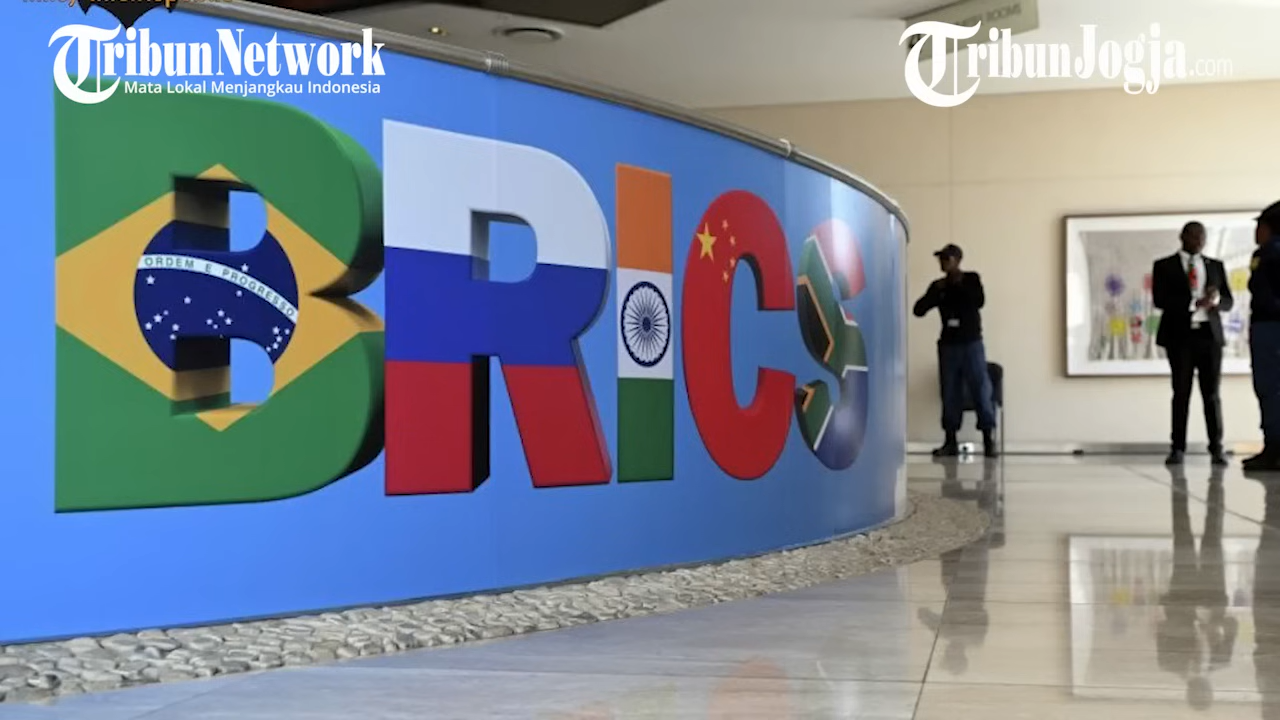 TribunNetwork
Mata Lokal Menjangkau Indonesia
TribunJogja.com
BRICS
ORDEM E PROGRESSO